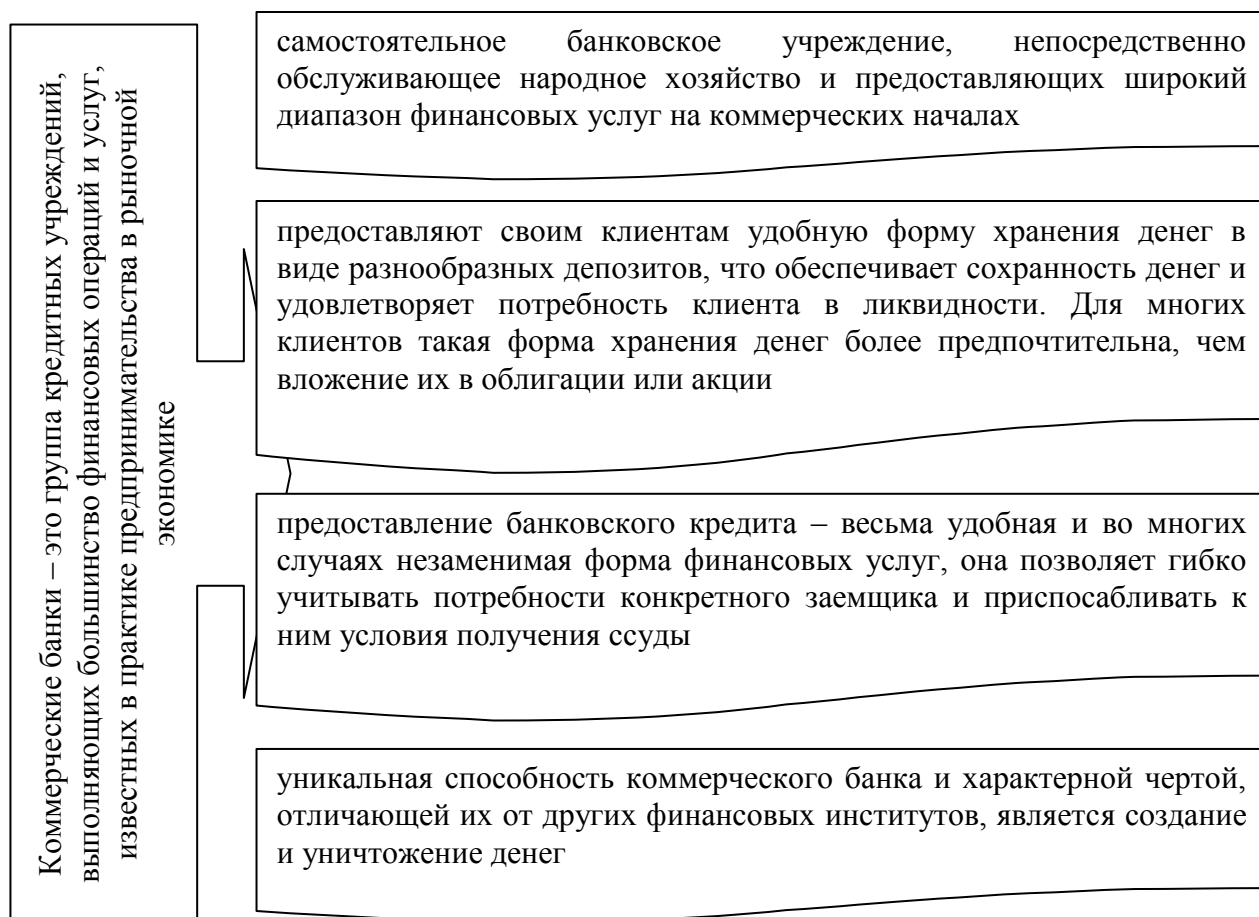 Коммерческие банки – это группа кредитных учреждений,
выполняющих большинство финансовых операций и услуг,
известных в практике предпринимательства в рыночной
экономике
самостоятельное банковское учреждение, непосредственно
обслуживающее народное хозяйство и предоставляющих широкий
диапазон финансовых услуг на коммерческих началах
предоставляют своим клиентам удобную форму хранения денег в
виде разнообразных депозитов, что обеспечивает сохранность денег и
удовлетворяет потребность клиента в ликвидности. Для многих
клиентов такая форма хранения денег более предпочтительна, чем
вложение их в облигации или акции
предоставление банковского кредита – весьма удобная и во многих
случаях незаменимая форма финансовых услуг, она позволяет гибко
учитывать потребности конкретного заемщика и приспосабливать к
ним условия получения ссуды
уникальная способность коммерческого банка и характерной чертой,
отличающей их от других финансовых институтов, является создание
и уничтожение денег